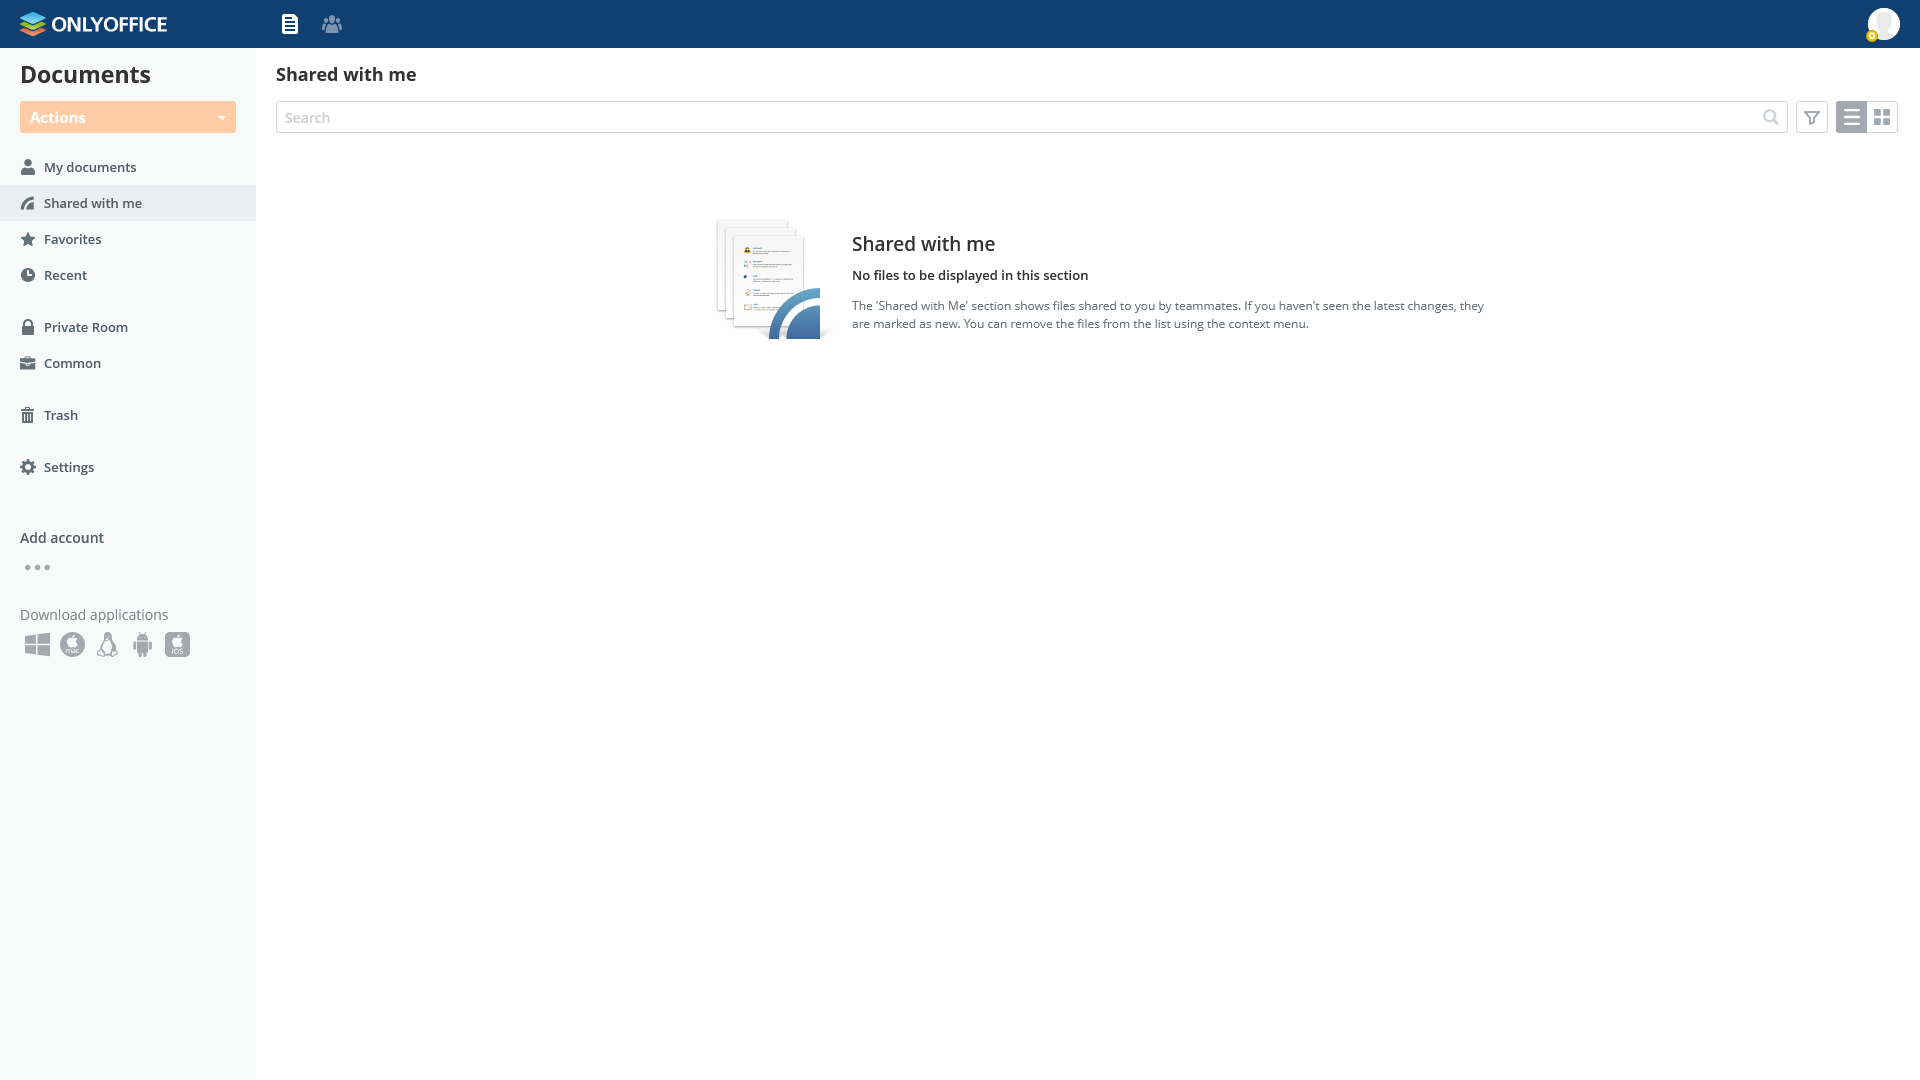 ONLYOFFICE
Documents
Actions
My documents
Shared with me
Favorites
Recent
Private Room
Common
Trash
Settings
Add account
Download applications
mac
iOS
Shared with me
Search
Shared with me
No files to be displayed in this section
The 'Shared with Me' section shows files shared to you by teammates. If you haven't seen the latest changes, they
are marked as new. You can remove the files from the list using the context menu.